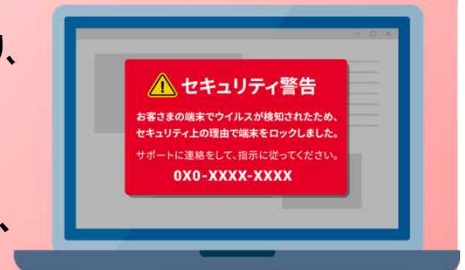 り、
セキュリティ警告
お客さまの端末でウイルスが検知されたため、
セキュリティ上の理由で端末をロックしました。
サポートに連絡をして、指示に従ってください。
0X0-XXXX-XXXX
、